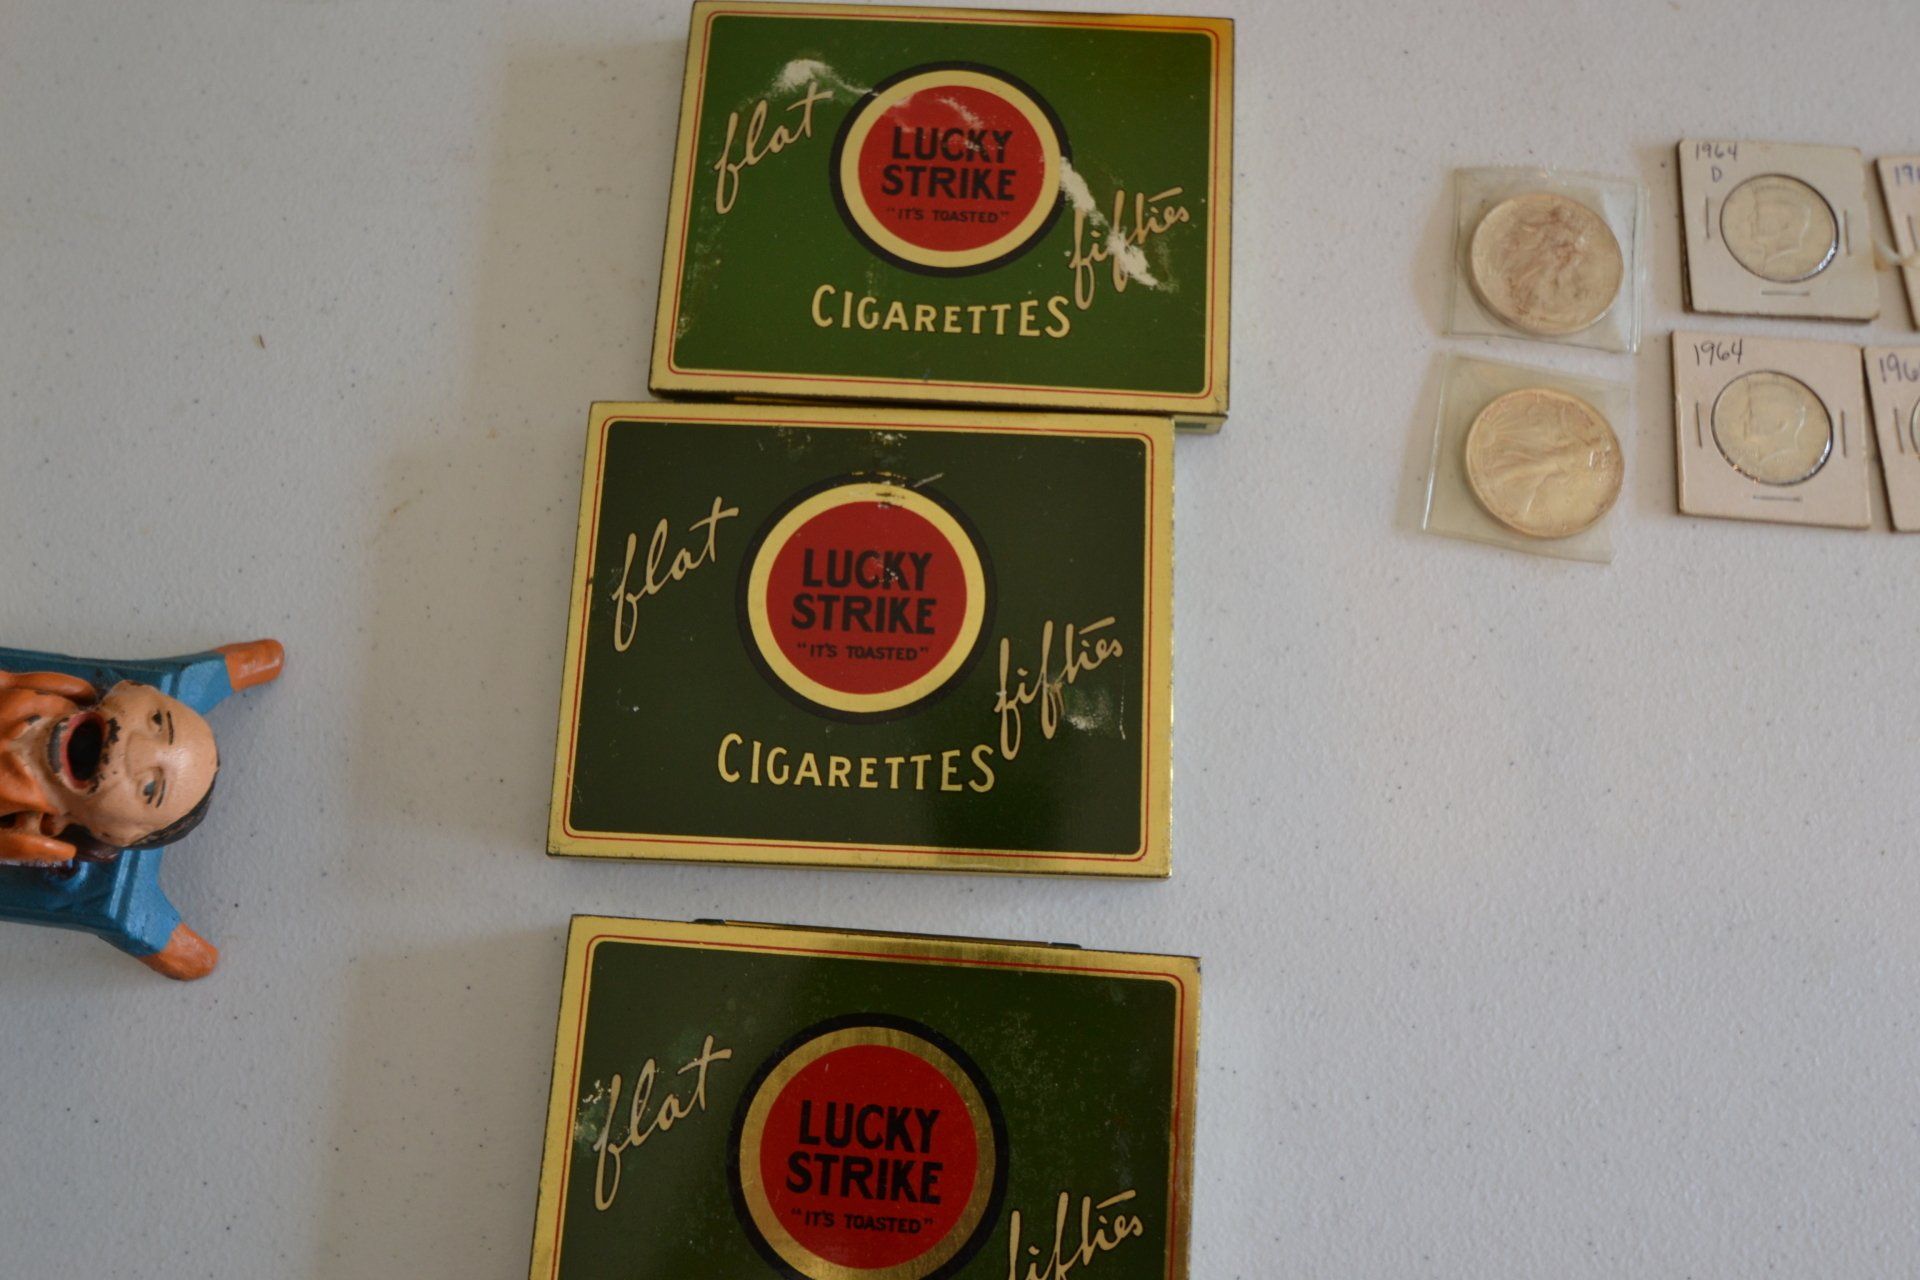 flat
LUCKY
STRIKE
"IT'S TOASTED"
fifties
CIGARETTES
flat
LUCKY
STRIKE
"IT'S TOASTED"
fifties
CIGARETTES
flat
LUCKY
STRIKE
"IT'S TOASTED"
fifties
1964
D
1964